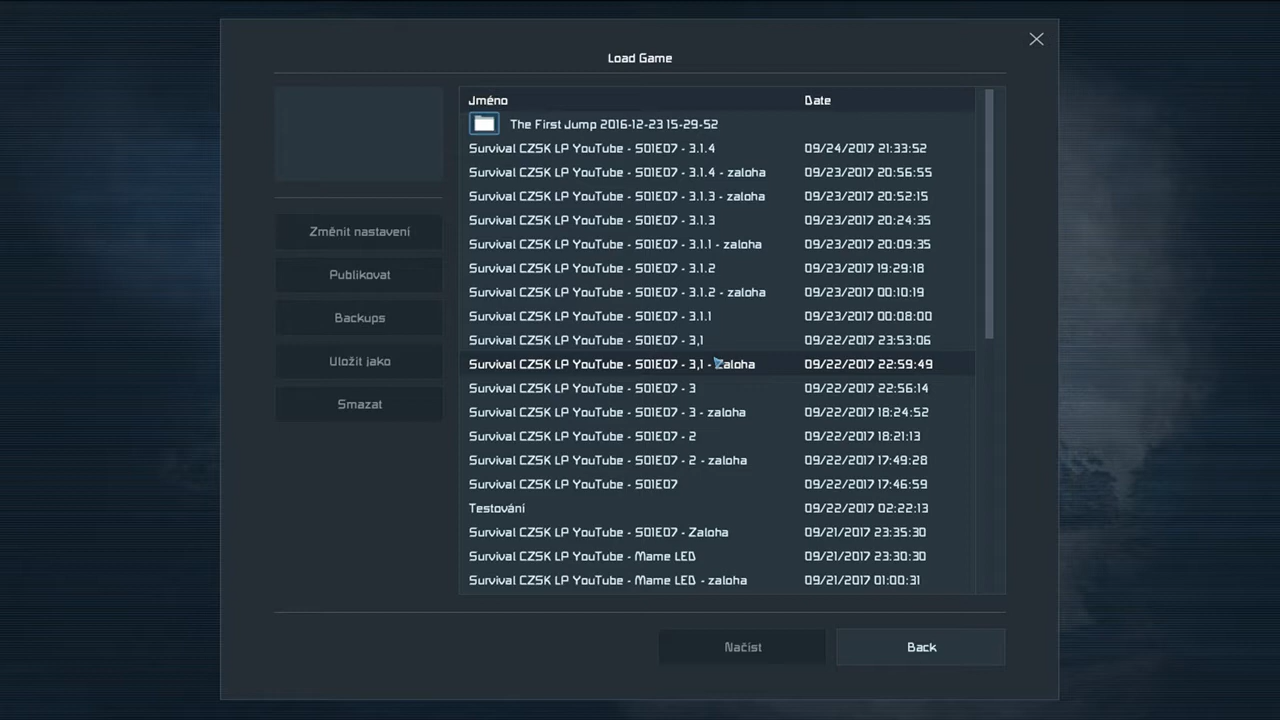 Load Game
Jméno Date
The First Jump 2016-12-23 15-29-52
Survival CZSK LP YouTube - S01E07 - 3.1.4 09/24/2017 21:33:52
Survival CZSK LP YouTube - S01E07 - 3.1.4 - zaloha 09/23/2017 20:56:55
Survival CZSK LP YouTube - S01E07 - 3.1.3 - zaloha 09/23/2017 20:52:15
Survival CZSK LP YouTube - S01E07 - 3.1.3 09/23/2017 20:24:35
Survival CZSK LP YouTube - S01E07 - 3.1.1 - zaloha 09/23/2017 20:09:35
Survival CZSK LP YouTube - S01E07 - 3.1.2 09/23/2017 19:29:18
Survival CZSK LP YouTube - S01E07 - 3.1.2 - zaloha 09/23/2017 00:10:19
Survival CZSK LP YouTube - S01E07 - 3.1.1 09/23/2017 00:08:00
Survival CZSK LP YouTube - S01E07 - 3,1 09/22/2017 23:53:06
Survival CZSK LP YouTube - S01E07 - 3,1 - Zaloha 09/22/2017 22:59:49
Survival CZSK LP YouTube - S01E07 - 3 09/22/2017 22:56:14
Survival CZSK LP YouTube - S01E07 - 3 - zaloha 09/22/2017 18:24:52
Survival CZSK LP YouTube - S01E07 - 2 09/22/2017 18:21:13
Survival CZSK LP YouTube - S01E07 - 2 - zaloha 09/22/2017 17:49:28
Survival CZSK LP YouTube - S01E07 09/22/2017 17:46:59
Testování 09/22/2017 02:22:13
Survival CZSK LP YouTube - S01E07 - Zaloha 09/21/2017 23:35:30
Survival CZSK LP YouTube - Mame LED 09/21/2017 23:30:30
Survival CZSK LP YouTube - Mame LED - zaloha 09/21/2017 01:00:31
Změnit nastavení
Publikovat
Backups
Uložit jako
Smazat
Načíst
Back